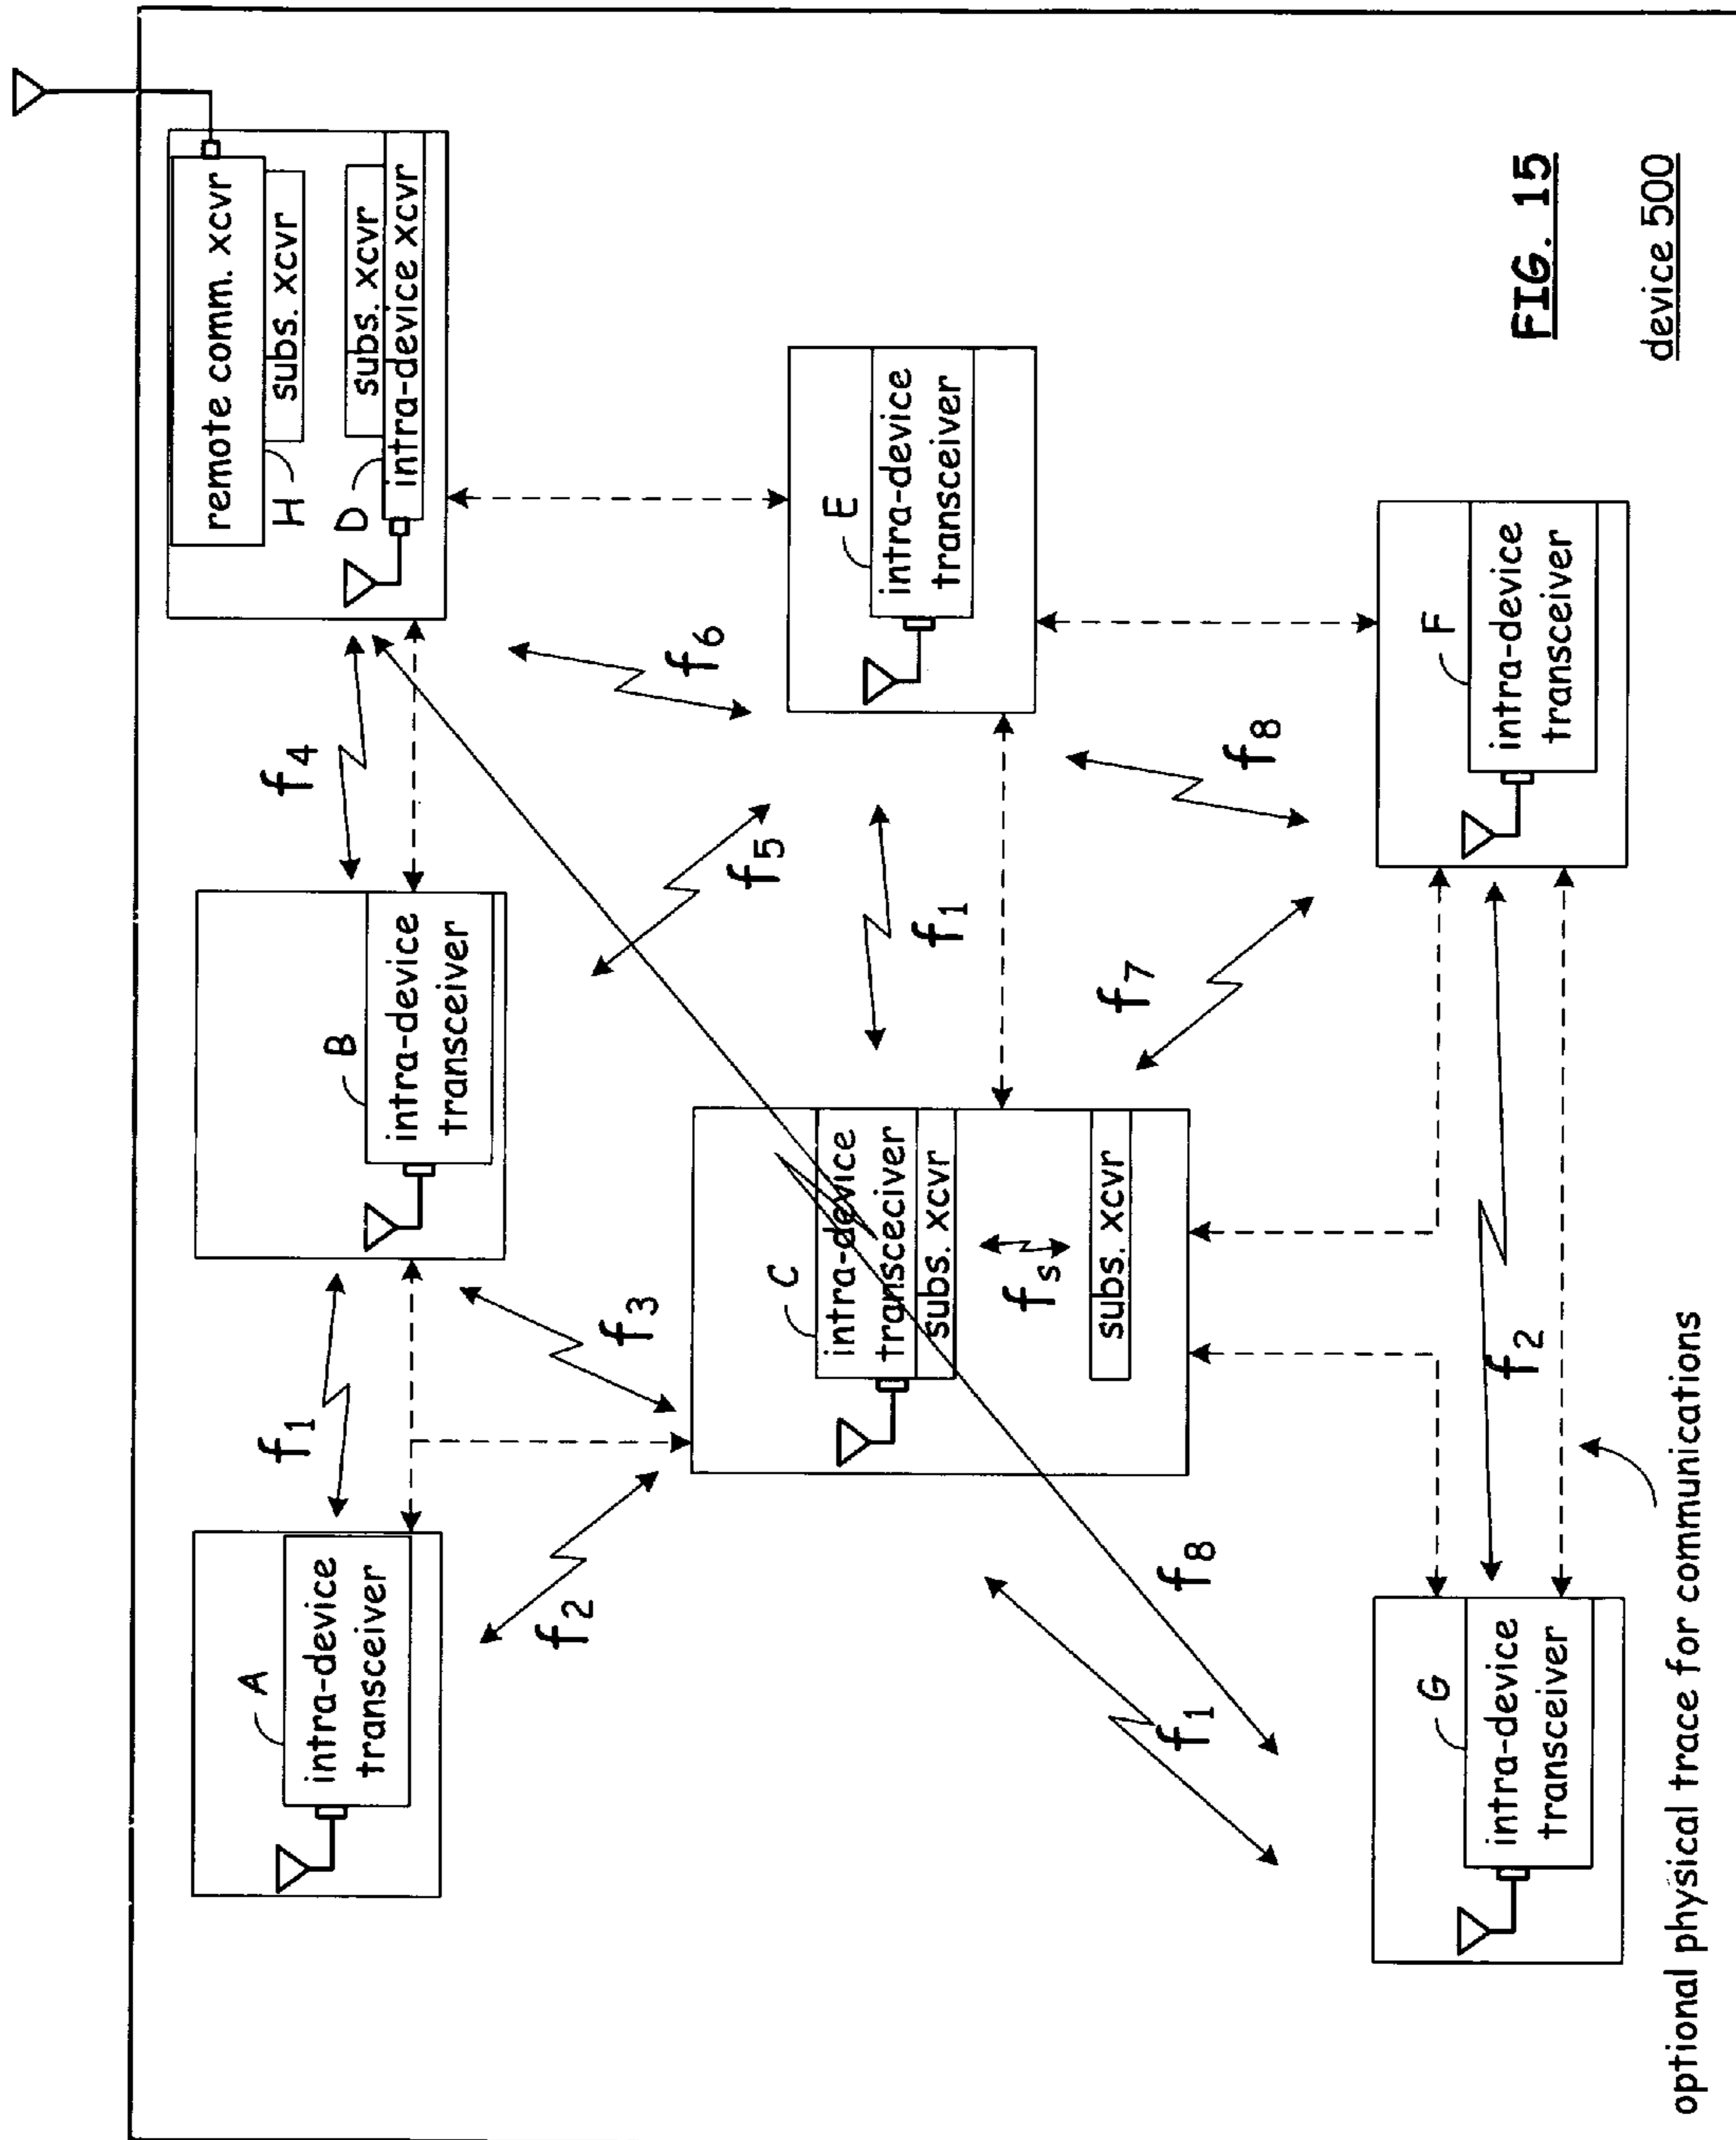 A
intra-device
transceiver
f1
B
intra-device
transceiver
f4
remote comm. xcvr
subs. xcvr
H
D
subs. xcvr
intra-device xcvr
f2
f3
f5
f6
C
intra-device
transceciver
subs. xcvr
fs
subs. xcvr
f1
E
intra-device
transceiver
f1
f8
f7
f8
G
intra-device
transceiver
f2
F
intra-device
transceiver
optional physical trace for communications
FIG. 15
device 500